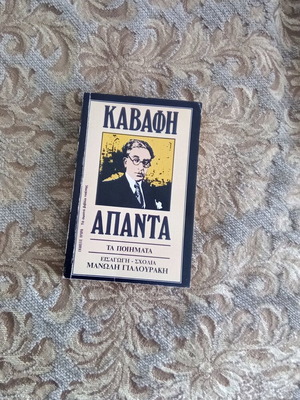 ΚΑΒΑΦΗ
ΑΠΑΝΤΑ
ΤΑ ΠΟΙΗΜΑΤΑ
ΕΙΣΑΓΩΓΗ - ΣΧΟΛΙΑ
ΜΑΝΩΛΗ ΓΙΑΛΟΥΡΑΚΗ